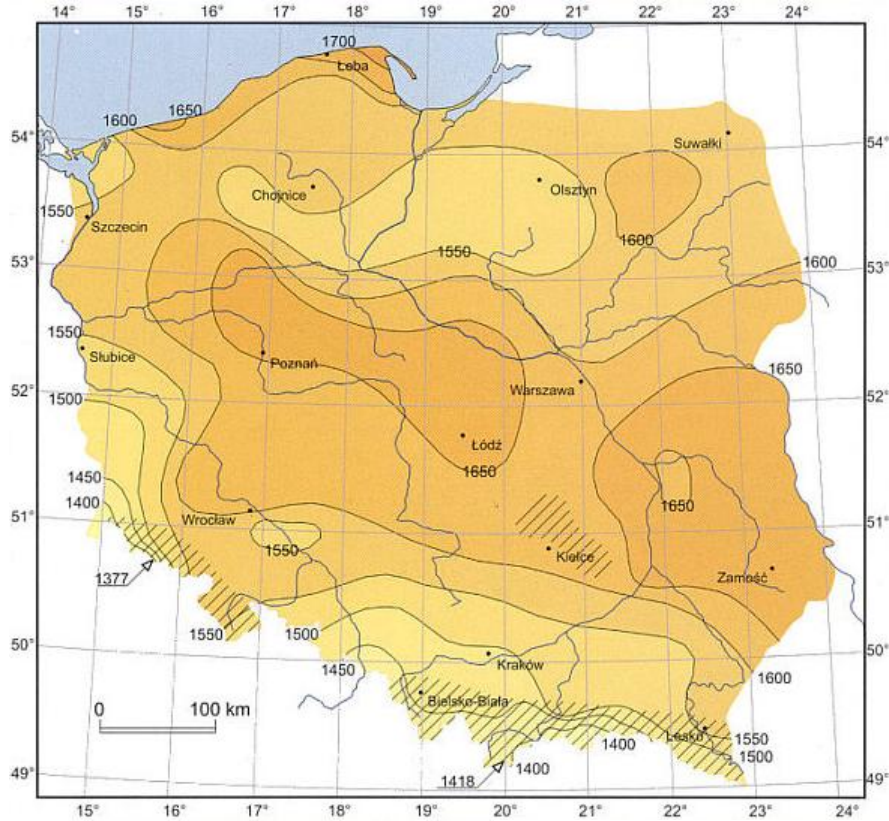 14° 15° 16° 17° 18° 19° 20° 21° 22° 23° 24°
1700
Łeba
1650
1600
54° 54°
Suwałki
Chojnice
Olsztyn
1550
Szczecin
1600
1550
53° 53°
1600
1550
Słubice
Poznań
1650
Warszawa
52° 52°
1500
Łódź
1650
1450
1400
1650
51° 51°
Wrocław
1550
Kielce
1377
Zamość
1550
1500
50° 50°
1450
Kraków
1600
0 100 km
Bielsko-Biała
Lesko
1550
1400
1500
1400
1418
49° 49°
15° 16° 17° 18° 19° 20° 21° 22° 23°